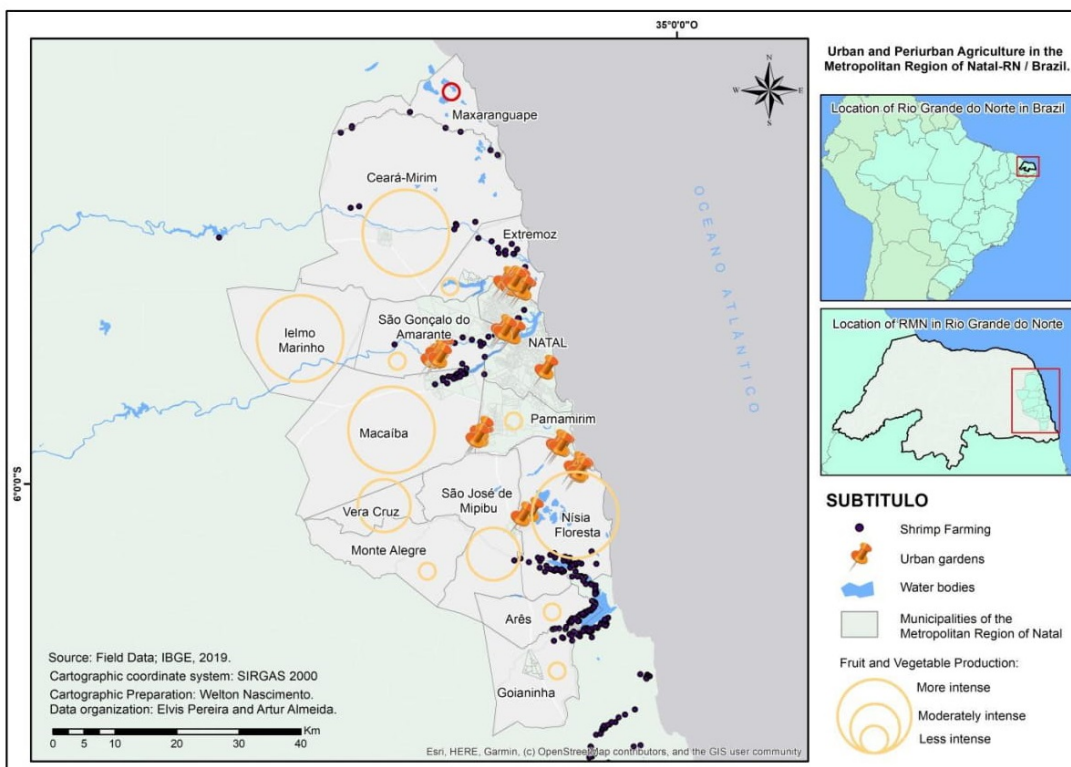 35°0'0"O
6°0'0"S
Maxaranguape
Ceará-Mirim
Extremoz
Ielmo
Marinho
São Gonçalo do
Amarante
NATAL
Macaíba
Parnamirim
Vera Cruz
São José de
Mipibu
Nísia
Floresta
Monte Alegre
Arês
Goianinha
OCEANO ATLÂNTICO
N
W
E
S
Source: Field Data; IBGE, 2019.
Cartographic coordinate system: SIRGAS 2000
Cartographic Preparation: Welton Nascimento.
Data organization: Elvis Pereira and Artur Almeida.
Km
0 5 10 20 30 40
Esri, HERE, Garmin, (c) OpenStreetMap contributors, and the GIS user community
Urban and Periurban Agriculture in the
Metropolitan Region of Natal-RN / Brazil.
Location of Rio Grande do Norte in Brazil
Location of RMN in Rio Grande do Norte
SUBTITULO
Shrimp Farming
Urban gardens
Water bodies
Municipalities of the
Metropolitan Region of Natal
Fruit and Vegetable Production:
More intense
Moderately intense
Less intense